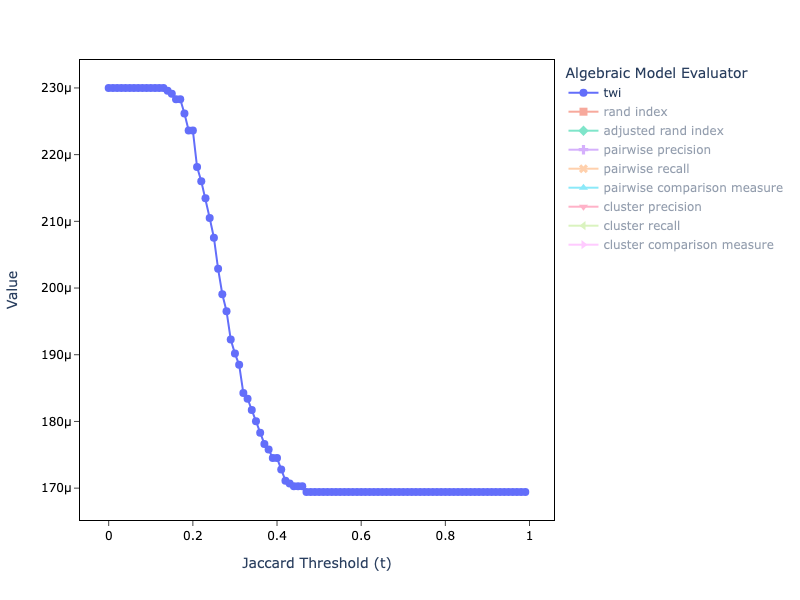 Algebraic Model Evaluator
twi
rand index
adjusted rand index
pairwise precision
pairwise recall
pairwise comparison measure
cluster precision
cluster recall
cluster comparison measure
230μ
220μ
210μ
200μ
190μ
180μ
170μ
Value
0 0.2 0.4 0.6 0.8 1
Jaccard Threshold (t)